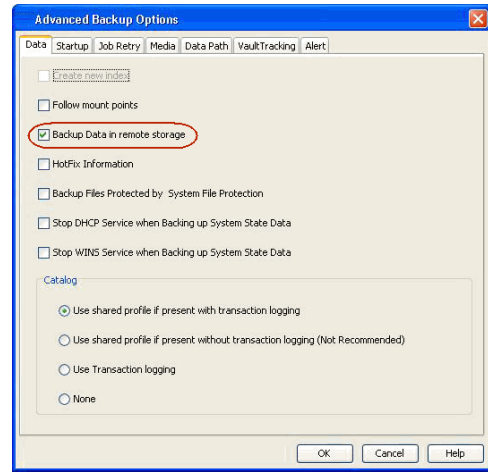 Advanced Backup Options
Data Startup Job Retry Media Data Path VaultTracking Alert
Create new index
Follow mount points
Backup Data in remote storage
HotFix Information
Backup Files Protected by System File Protection
Stop DHCP Service when Backing up System State Data
Stop WINS Service when Backing up System State Data
Catalog
Use shared profile if present with transaction logging
Use shared profile if present without transaction logging (Not Recommended)
Use Transaction logging
None
OK Cancel Help